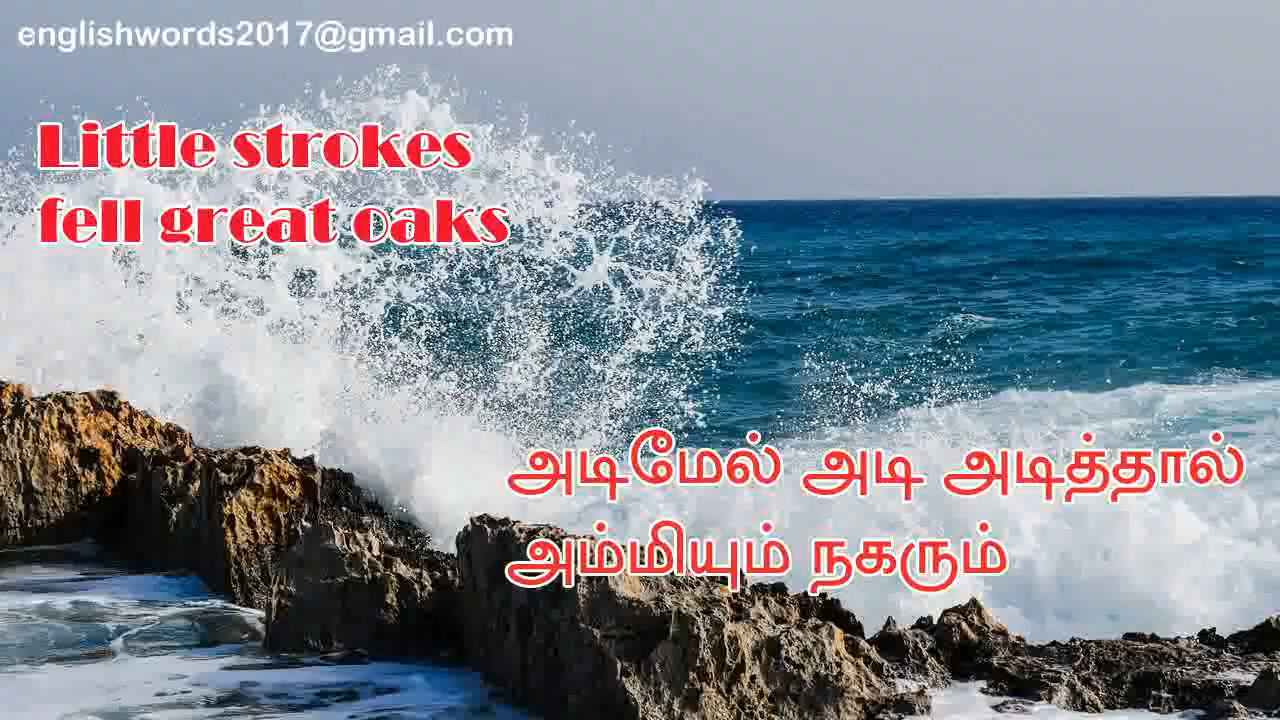 englishwords2017@gmail.com
Little strokes
fell great oaks
அடிமேல் அடி அடித்தால்
அம்மியும் நகரும்